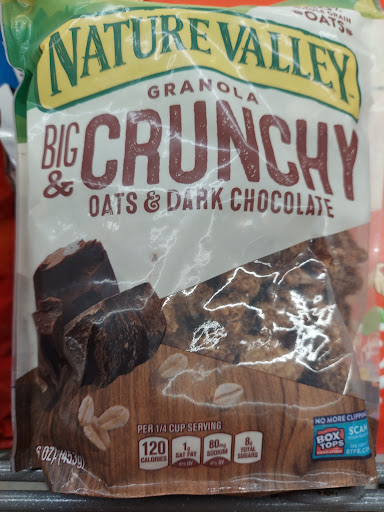 OATS
NATURE VALLEY
GRANOLA
BIG & CRUNCHY
OATS & DARK CHOCOLATE
PER 1/4 CUP SERVING
120 CALORIES
1g SAT FAT
80mg SODIUM
8g TOTAL SUGARS
NO MORE CLIPPING
BOX TOPS
SCAN